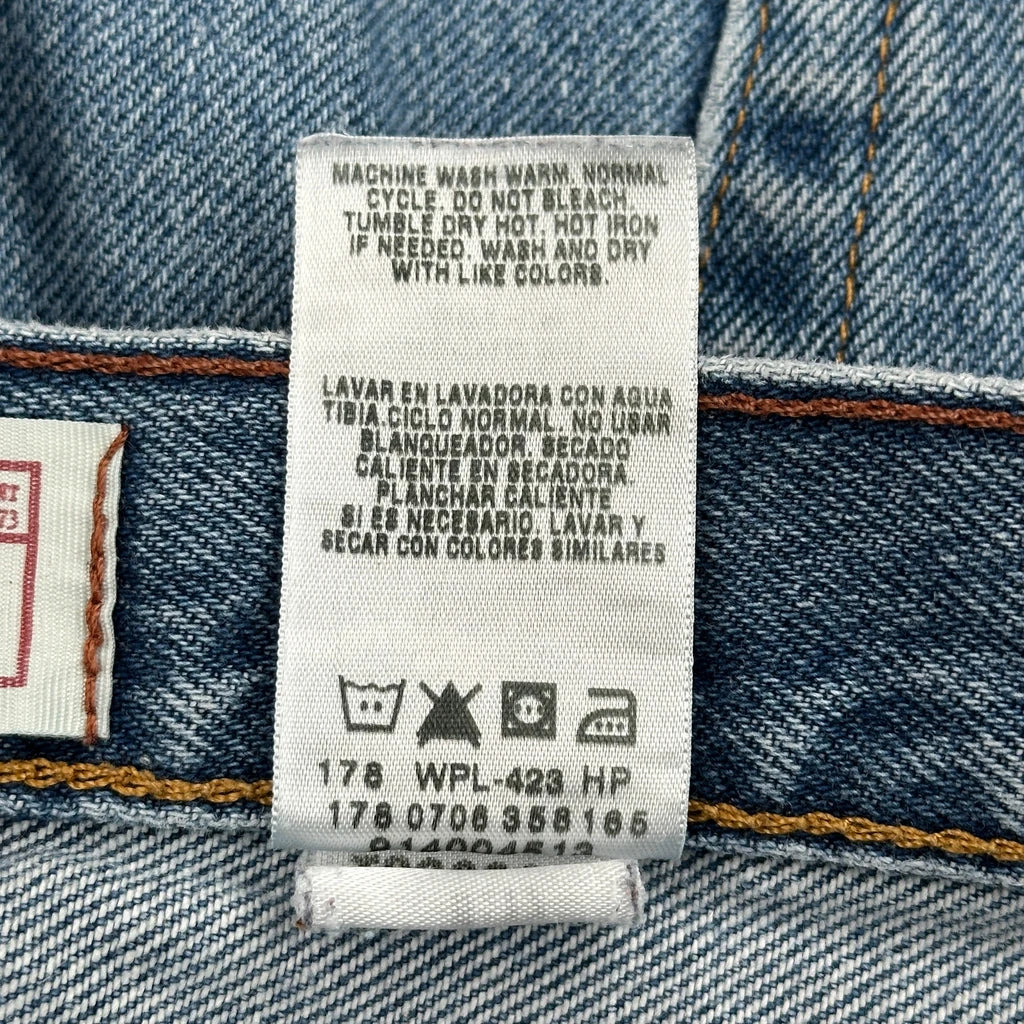 MACHINE WASH WARM. NORMAL
CYCLE. DO NOT BLEACH.
TUMBLE DRY HOT. HOT IRON
IF NEEDED. WASH AND DRY
WITH LIKE COLORS.
LAVAR EN LAVADORA CON AGUA
TIBIA.CICLO NORMAL. NO USAR
BLANQUEADOR. SECADO
CALIENTE EN SECADORA.
PLANCHAR CALIENTE
SI ES NECESARIO. LAVAR Y
SECAR CON COLORES SIMILARES
178 WPL-423 HP
178 0706 358 165